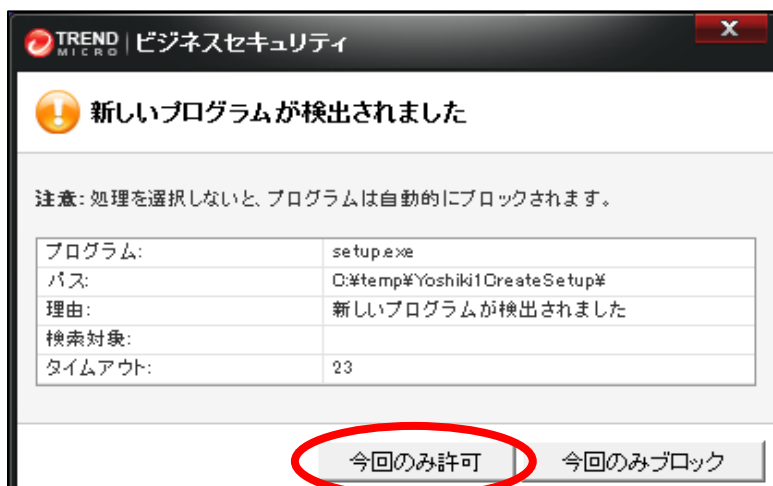 TREND MICRO ビジネスセキュリティ
新しいプログラムが検出されました
注意: 処理を選択しないと、プログラムは自動的にブロックされます。
プログラム: setup.exe
パス: C:¥temp¥Yoshiki1CreateSetup¥
理由: 新しいプログラムが検出されました
検索対象:
タイムアウト: 23
今回のみ許可 今回のみブロック